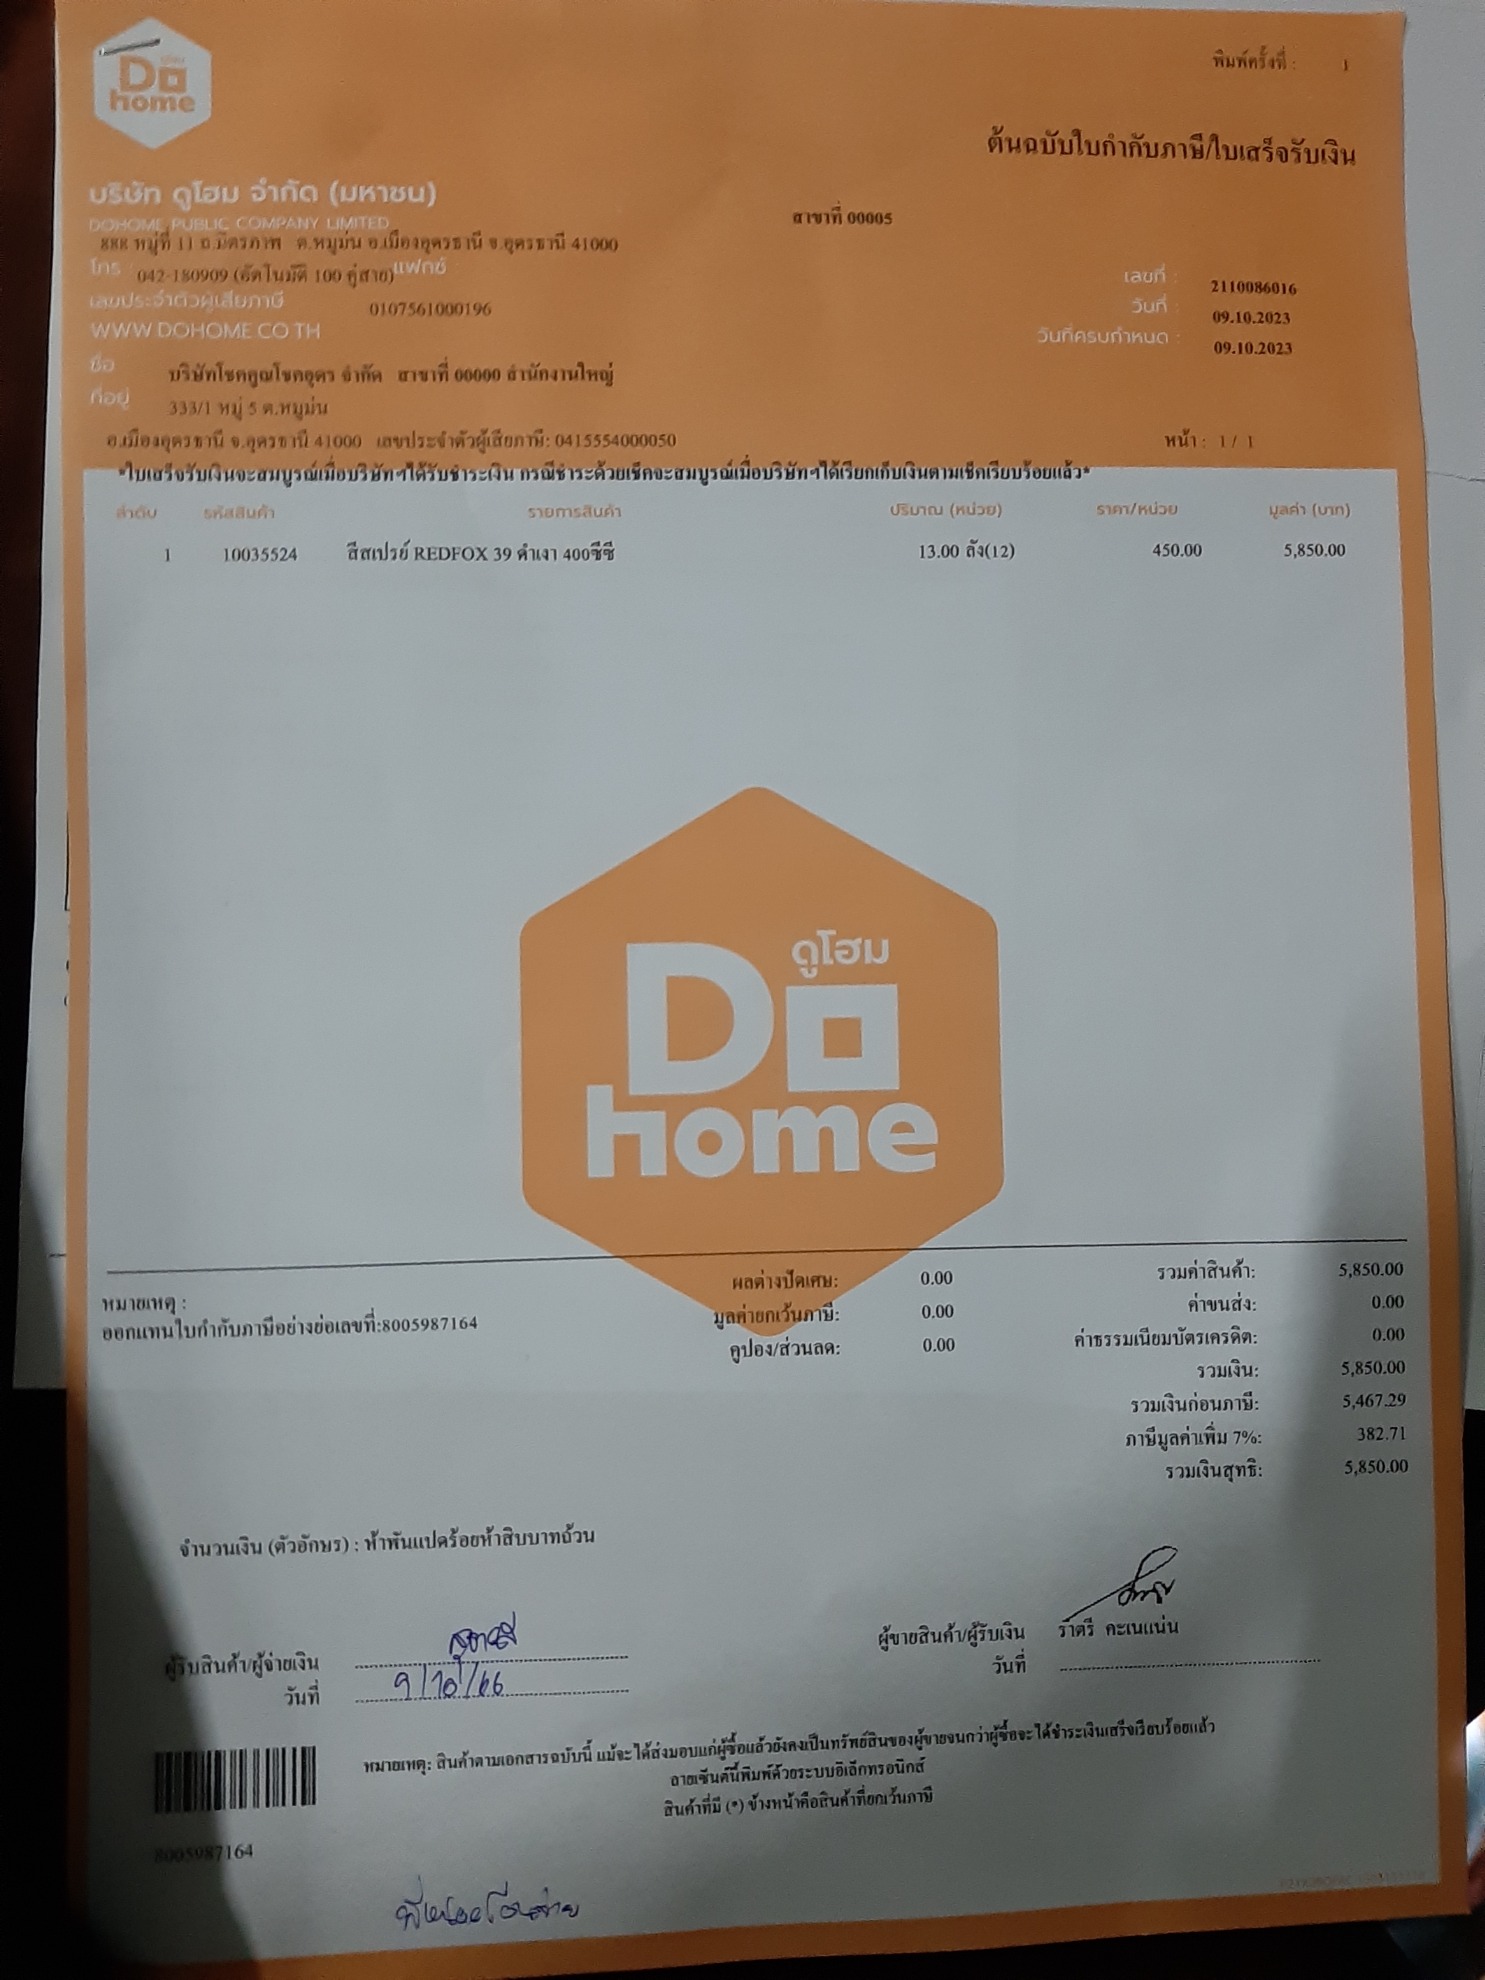 ดูโฮม
Do
home
พิมพ์ครั้งที่ : 1
ต้นฉบับใบกำกับภาษี/ใบเสร็จรับเงิน
บริษัท ดูโฮม จำกัด (มหาชน)
DOHOME PUBLIC COMPANY LIMITED
สาขาที่ 00005
888 หมู่ที่ 11 ถ.มิตรภาพ ต.หมูม่น อ.เมืองอุดรธานี จ.อุดรธานี 41000
โทร 042-180909 (อัตโนมัติ 100 คู่สาย) แฟกซ์
เลขที่ : 2110086016
เลขประจำตัวผู้เสียภาษี 0107561000196
วันที่ : 09.10.2023
WWW.DOHOME.CO.TH
วันที่ครบกำหนด : 09.10.2023
ชื่อ บริษัทโชคคูณโชคอุดร จำกัด สาขาที่ 00000 สำนักงานใหญ่
ที่อยู่ 333/1 หมู่ 5 ต.หมูม่น
อ.เมืองอุดรธานี จ.อุดรธานี 41000 เลขประจำตัวผู้เสียภาษี: 0415554000050
หน้า : 1 / 1
*ใบเสร็จรับเงินจะสมบูรณ์เมื่อบริษัทฯได้รับชำระเงิน กรณีชำระด้วยเช็คจะสมบูรณ์เมื่อบริษัทฯได้เรียกเก็บเงินตามเช็คเรียบร้อยแล้ว*
ลำดับ รหัสสินค้า รายการสินค้า ปริมาณ (หน่วย) ราคา/หน่วย มูลค่า (บาท)
1 10035524 สีสเปรย์ REDFOX 39 ดำเงา 400ซีซี 13.00 ลัง(12) 450.00 5,850.00
ดูโฮม
Do
home
ผลต่างปัดเศษ: 0.00 รวมค่าสินค้า: 5,850.00
หมายเหตุ :
มูลค่ายกเว้นภาษี: 0.00 ค่าขนส่ง: 0.00
ออกแทนใบกำกับภาษีอย่างย่อเลขที่:8005987164
คูปอง/ส่วนลด: 0.00 ค่าธรรมเนียมบัตรเครดิต: 0.00
รวมเงิน: 5,850.00
รวมเงินก่อนภาษี: 5,467.29
ภาษีมูลค่าเพิ่ม 7%: 382.71
รวมเงินสุทธิ: 5,850.00
จำนวนเงิน (ตัวอักษร) : ห้าพันแปดร้อยห้าสิบบาทถ้วน
ผู้รับสินค้า/ผู้จ่ายเงิน
ผู้ขายสินค้า/ผู้รับเงิน ราตรี คะเนแน่น
วันที่ 9/10/66
วันที่
หมายเหตุ: สินค้าตามเอกสารฉบับนี้ แม้จะได้ส่งมอบแก่ผู้ซื้อแล้วยังคงเป็นทรัพย์สินของผู้ขายจนกว่าผู้ซื้อจะได้ชำระเงินเสร็จเรียบร้อยแล้ว
ลายเซ็นต์นี้พิมพ์ด้วยระบบอิเล็กทรอนิกส์
สินค้าที่มี (*) ข้างหน้าคือสินค้าที่ยกเว้นภาษี
8005987164